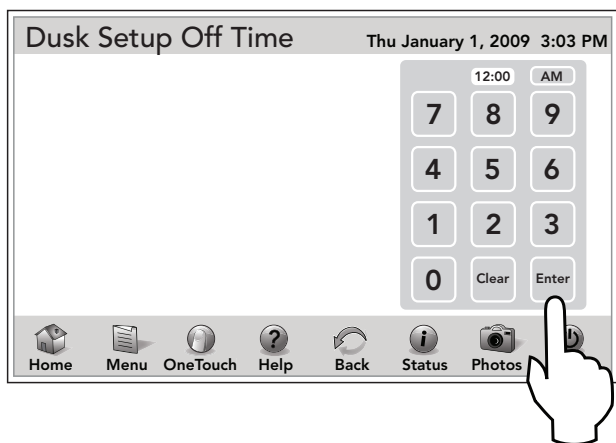 Dusk Setup Off Time Thu January 1, 2009 3:03 PM
12:00 AM
7 8 9
4 5 6
1 2 3
0 Clear Enter
Home Menu OneTouch Help Back Status Photos